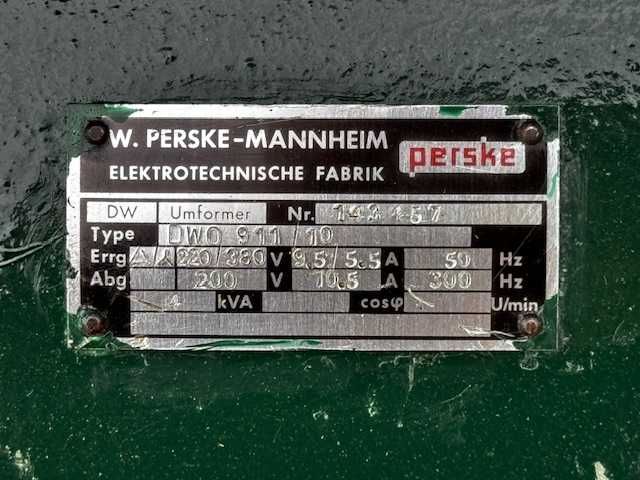 W. PERSKE-MANNHEIM
ELEKTROTECHNISCHE FABRIK
perske
DW Umformer Nr.
Type DWO 911/10
Errg △ 人 220/380 V 9,5/5,5 A 50 Hz
Abg 200 V 10,5 A 300 Hz
4 kVA cosφ U/min